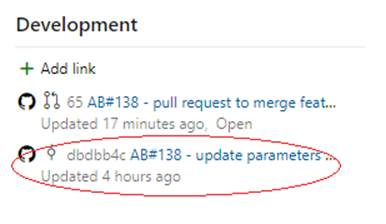 Development
+ Add link
65 AB#138 - pull request to merge feat...
Updated 17 minutes ago, Open
dbdbb4c AB#138 - update parameters ...
Updated 4 hours ago